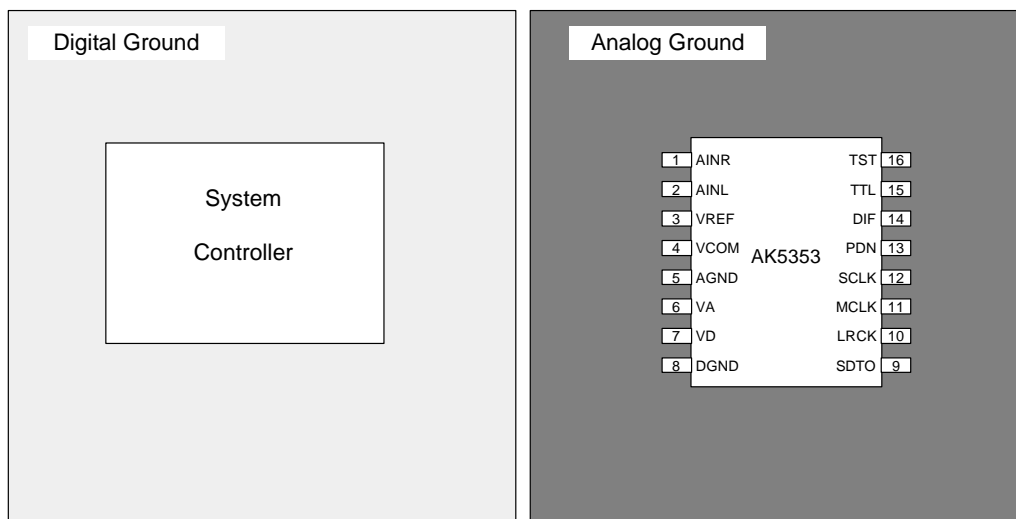 Digital Ground
System
Controller
Analog Ground
1 AINR TST 16
2 AINL TTL 15
3 VREF DIF 14
4 VCOM PDN 13
AK5353
5 AGND SCLK 12
6 VA MCLK 11
7 VD LRCK 10
8 DGND SDTO 9